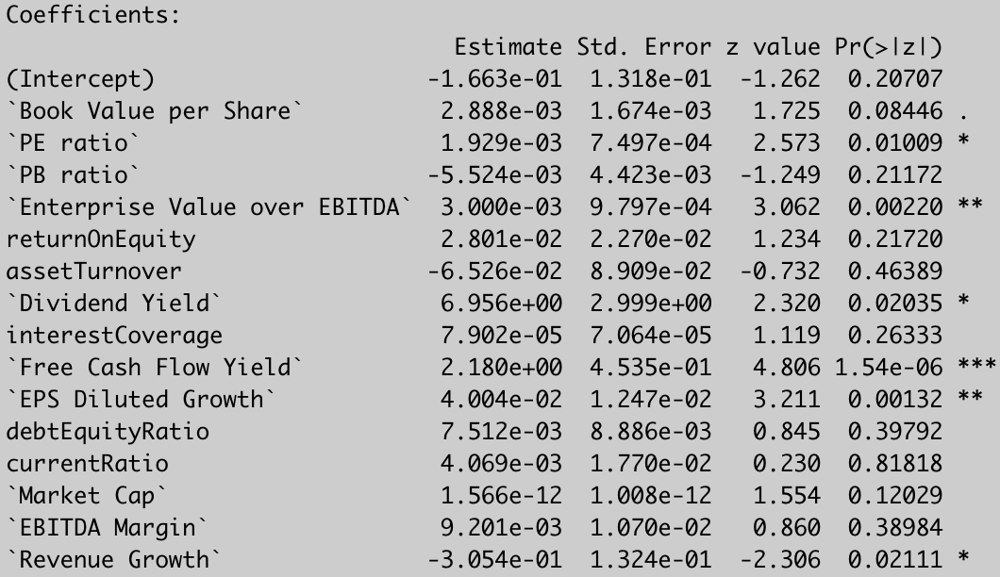 Coefficients:
Estimate Std. Error z value Pr(>|z|)
(Intercept) -1.663e-01 1.318e-01 -1.262 0.20707
`Book Value per Share` 2.888e-03 1.674e-03 1.725 0.08446 .
`PE ratio` 1.929e-03 7.497e-04 2.573 0.01009 *
`PB ratio` -5.524e-03 4.423e-03 -1.249 0.21172
`Enterprise Value over EBITDA` 3.000e-03 9.797e-04 3.062 0.00220 **
returnOnEquity 2.801e-02 2.270e-02 1.234 0.21720
assetTurnover -6.526e-02 8.909e-02 -0.732 0.46389
`Dividend Yield` 6.956e+00 2.999e+00 2.320 0.02035 *
interestCoverage 7.902e-05 7.064e-05 1.119 0.26333
`Free Cash Flow Yield` 2.180e+00 4.535e-01 4.806 1.54e-06 ***
`EPS Diluted Growth` 4.004e-02 1.247e-02 3.211 0.00132 **
debtEquityRatio 7.512e-03 8.886e-03 0.845 0.39792
currentRatio 4.069e-03 1.770e-02 0.230 0.81818
`Market Cap` 1.566e-12 1.008e-12 1.554 0.12029
`EBITDA Margin` 9.201e-03 1.070e-02 0.860 0.38984
`Revenue Growth` -3.054e-01 1.324e-01 -2.306 0.02111 *